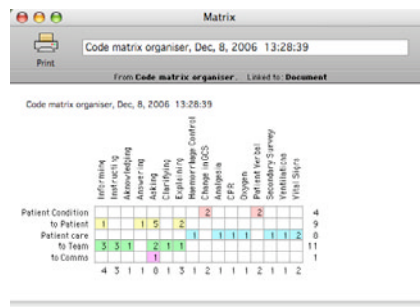 Matrix
Print
Code matrix organiser, Dec, 8, 2006 13:28:39
From Code matrix organiser. Linked to: Document
Code matrix organiser, Dec, 8, 2006 13:28:39
Informing
Instructing
Aknowledging
Answering
Asking
Clarifying
Explaining
Haemorrhage Control
Change in GCS
Analgesia
CPR
Oxygen
Patient Verbal
Secondary Survey
Ventilations
Vital Signs
Patient Condition 2 2 4
to Patient 1 1 5 2 9
Patient care 1 1 1 1 1 1 2 8
to Team 3 3 1 2 1 1 11
to Comms 1 1
4 3 1 1 8 1 3 1 2 1 1 1 2 1 1 2